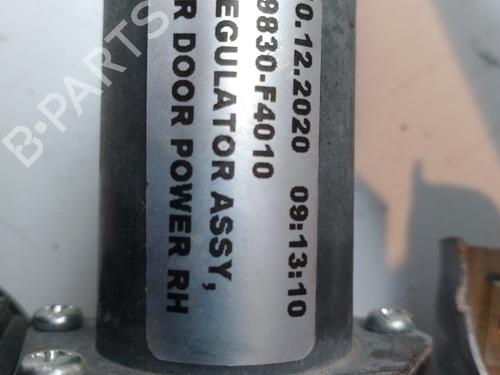 0.12.2020 09:13:10
9830-F4010
EGULATOR ASSY,
R DOOR POWER RH
B-PARTS